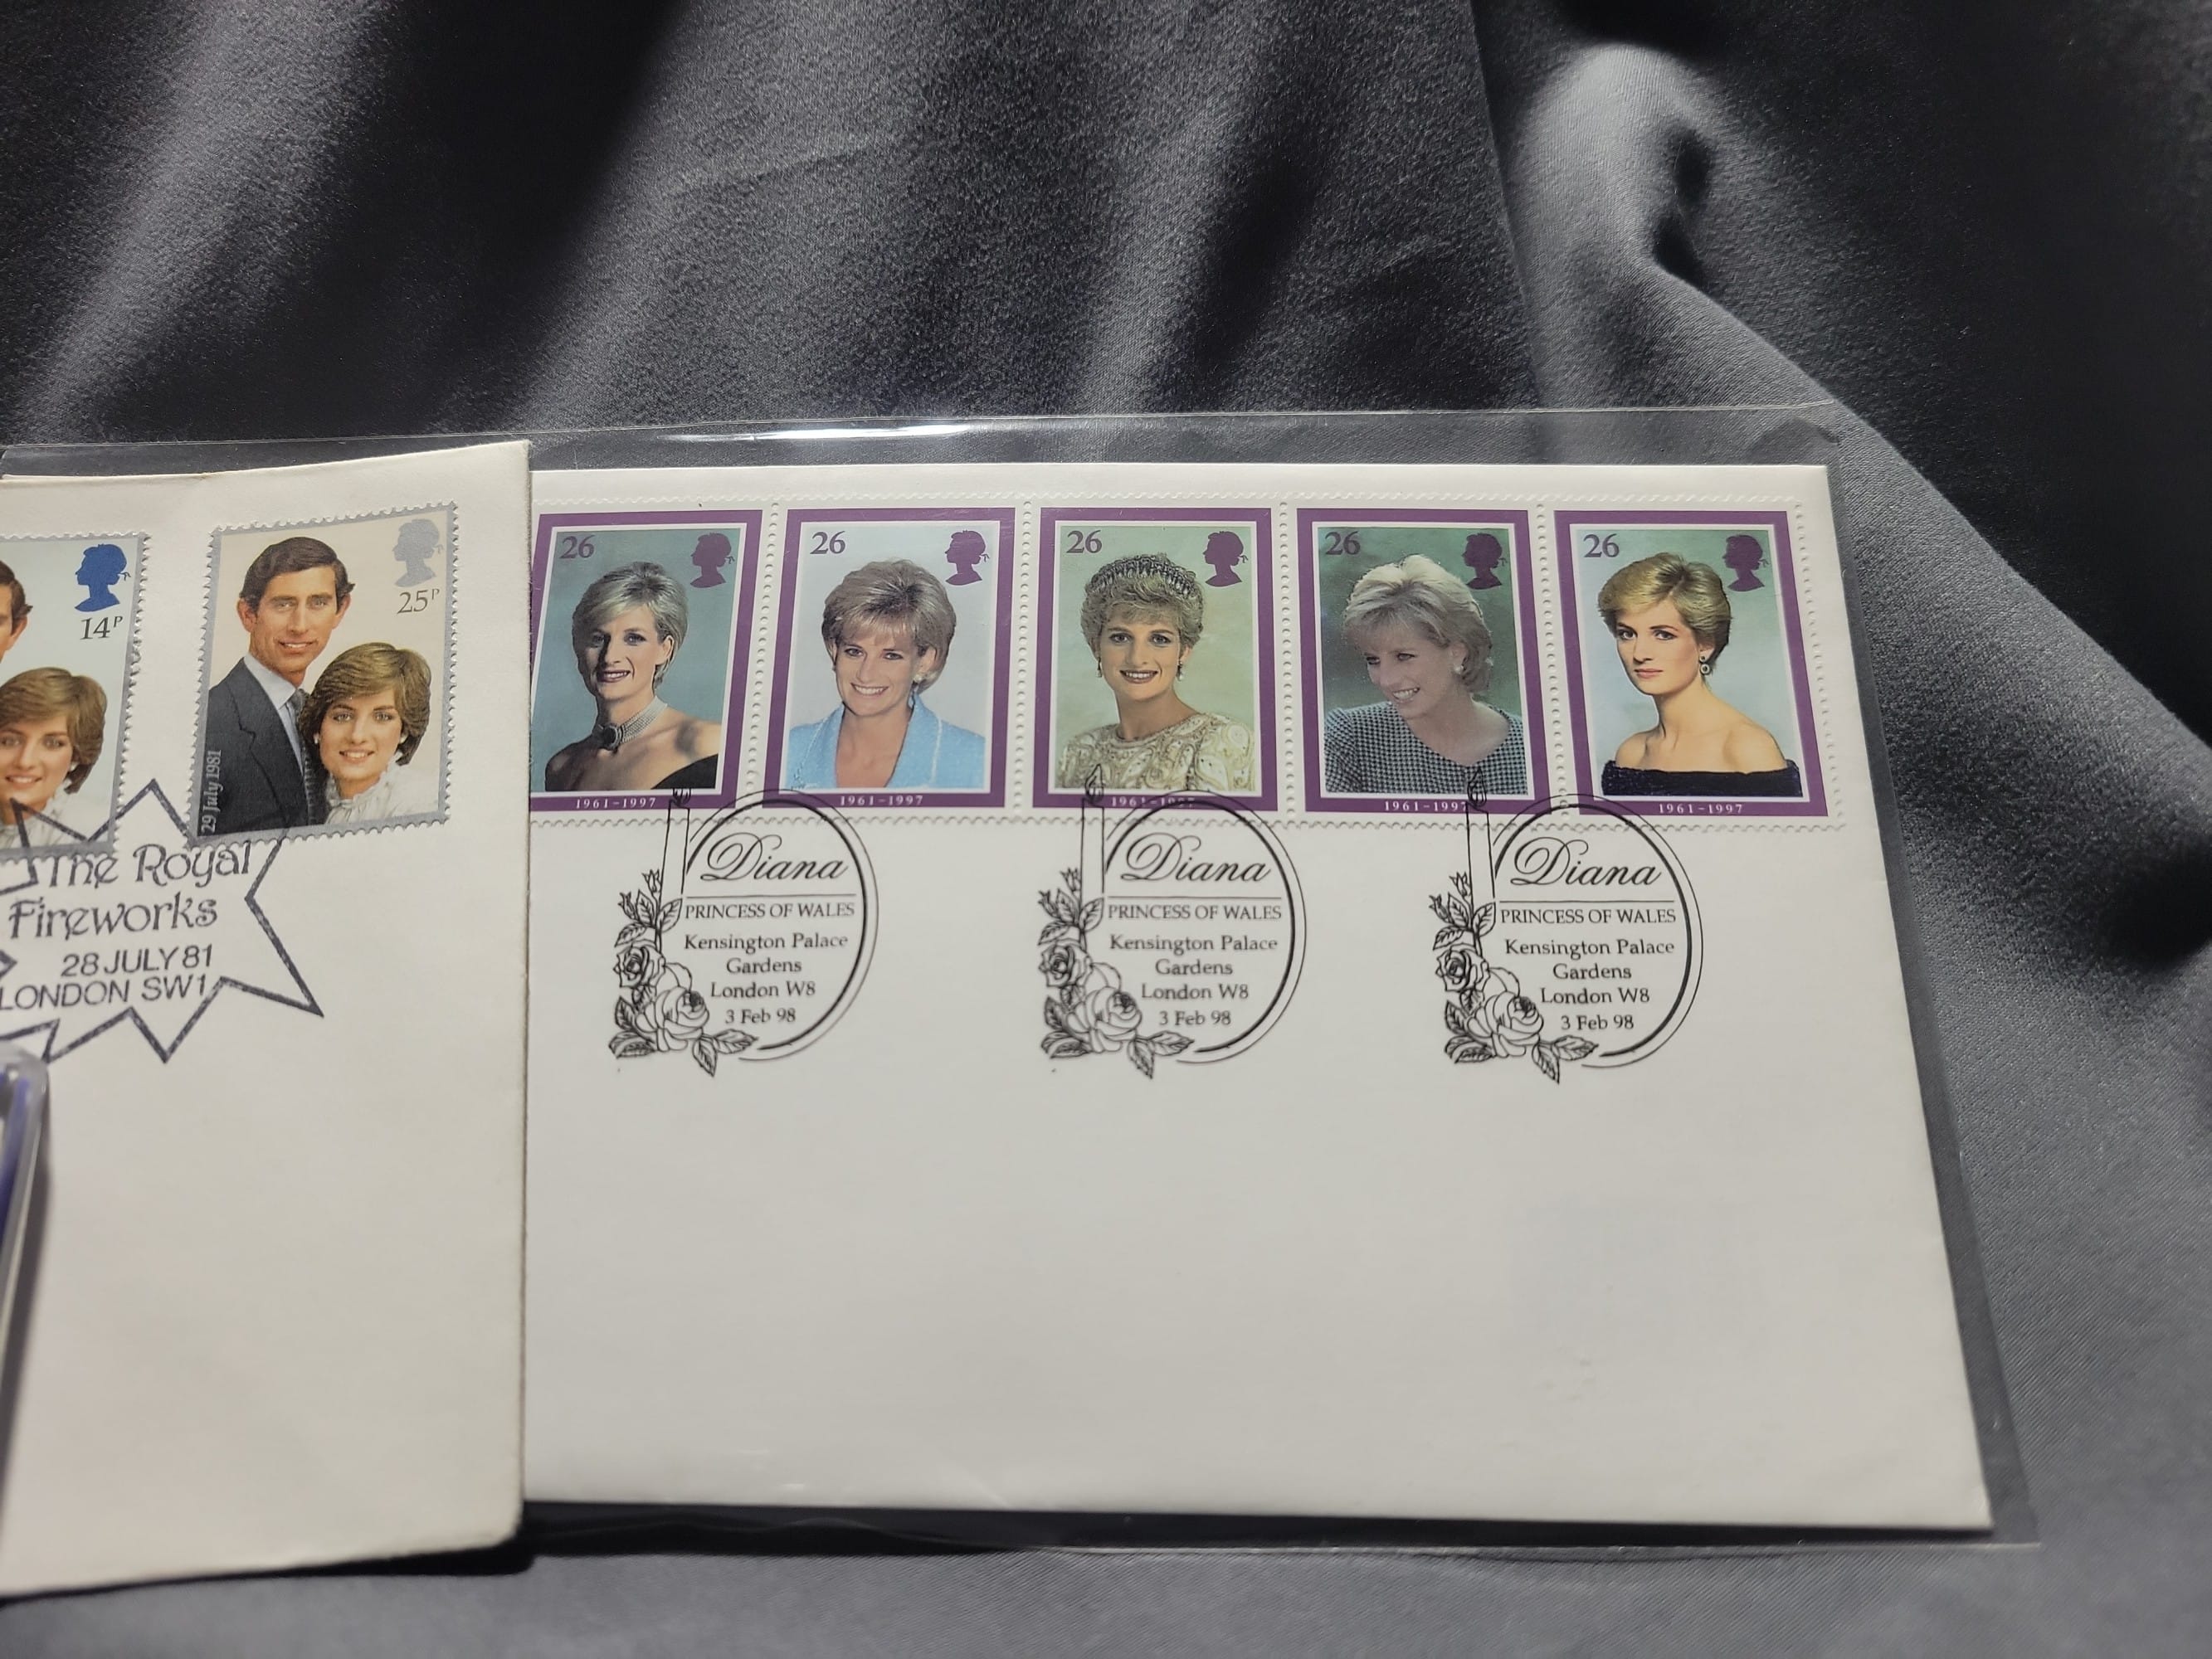 14P
25P
29 July 1981
The Royal
Fireworks
28 JULY 81
LONDON SW1
26
26
26
26
26
1961-1997
1961-1997
1961-1997
1961-1997
1961-1997
Diana
PRINCESS OF WALES
Kensington Palace
Gardens
London W8
3 Feb 98
Diana
PRINCESS OF WALES
Kensington Palace
Gardens
London W8
3 Feb 98
Diana
PRINCESS OF WALES
Kensington Palace
Gardens
London W8
3 Feb 98